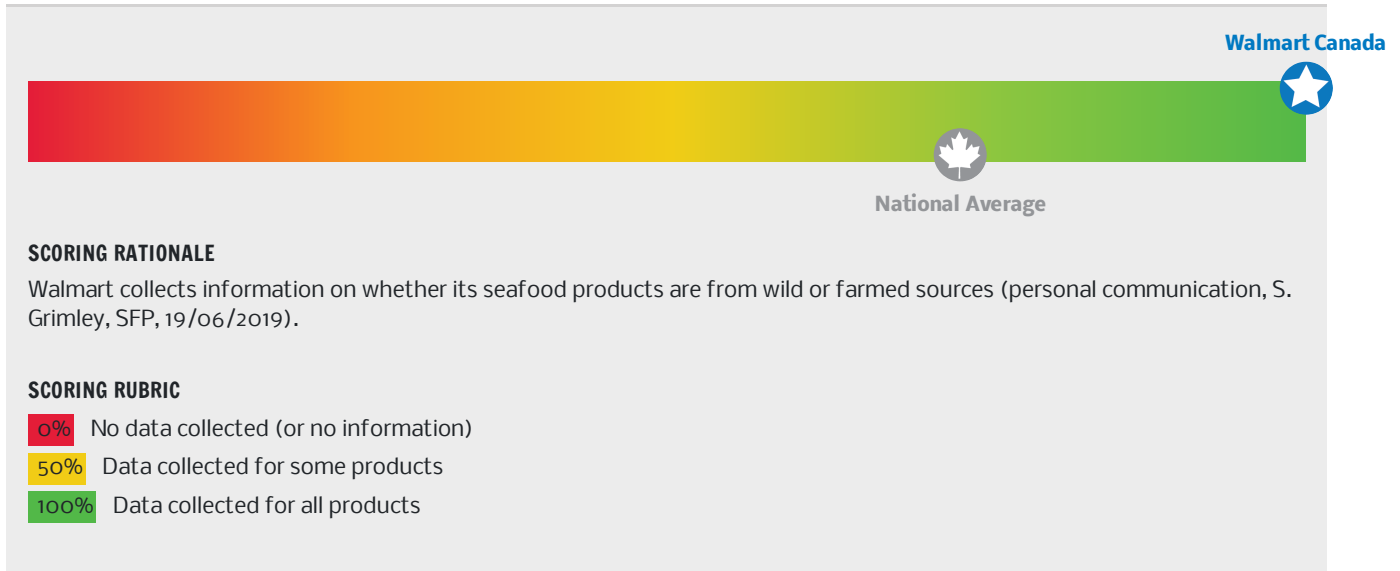 Walmart Canada
National Average
SCORING RATIONALE
Walmart collects information on whether its seafood products are from wild or farmed sources (personal communication, S.
Grimley, SFP, 19/06/2019).
SCORING RUBRIC
0% No data collected (or no information)
50% Data collected for some products
100% Data collected for all products